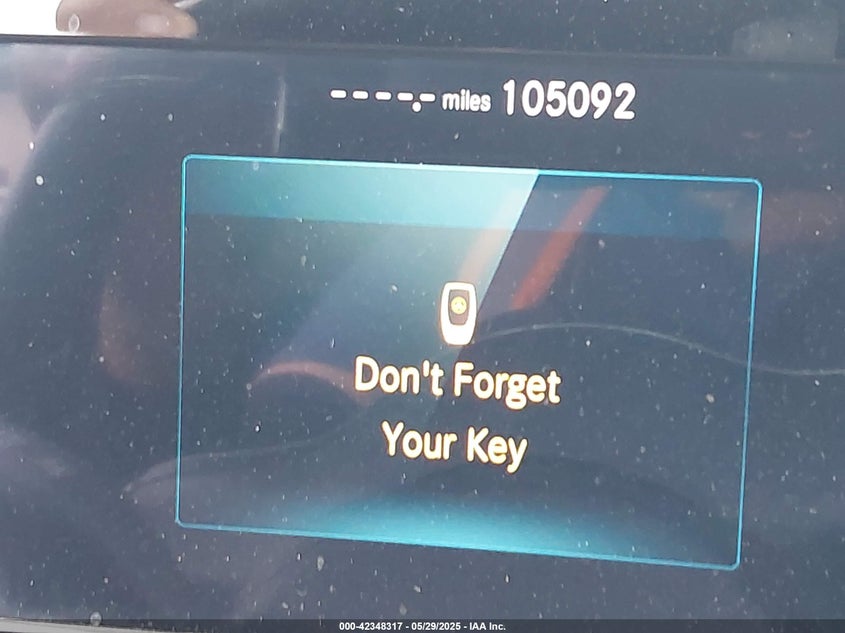 ----.- miles 105092
Don't Forget
Your Key
000-42348317 - 05/29/2025 - IAA Inc.